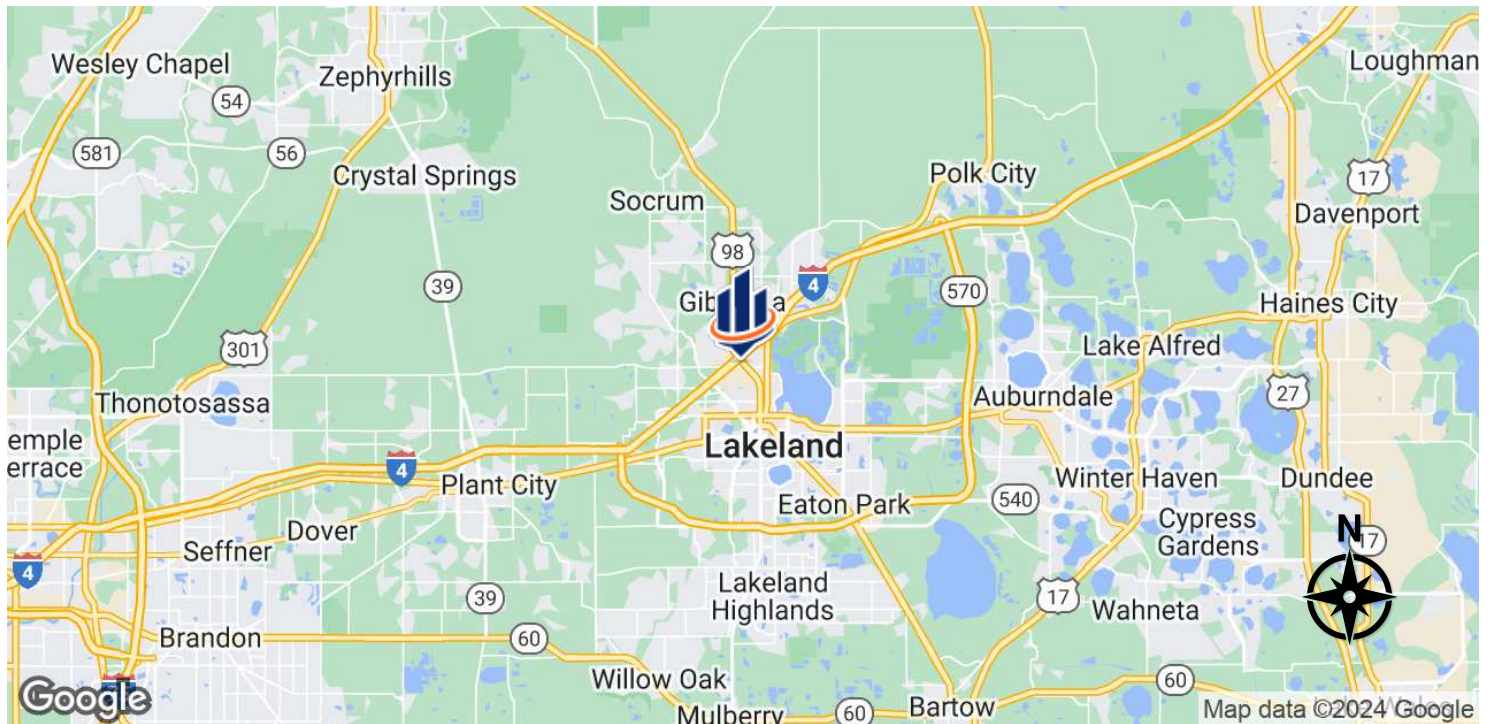 Wesley Chapel
Zephyrhills
Loughman
54
581
56
Crystal Springs
Socrum
Polk City
17
Davenport
98
4
39
570
Haines City
301
Lake Alfred
Thonotosassa
Auburndale
27
emple
errace
Lakeland
4
Plant City
Winter Haven
Dundee
540
Eaton Park
Cypress
Gardens
N
17
Dover
Seffner
4
Lakeland
Highlands
39
17
Wahneta
Brandon
60
Willow Oak
60
Bartow
Mulberry
60
Google
Map data ©2024 Google